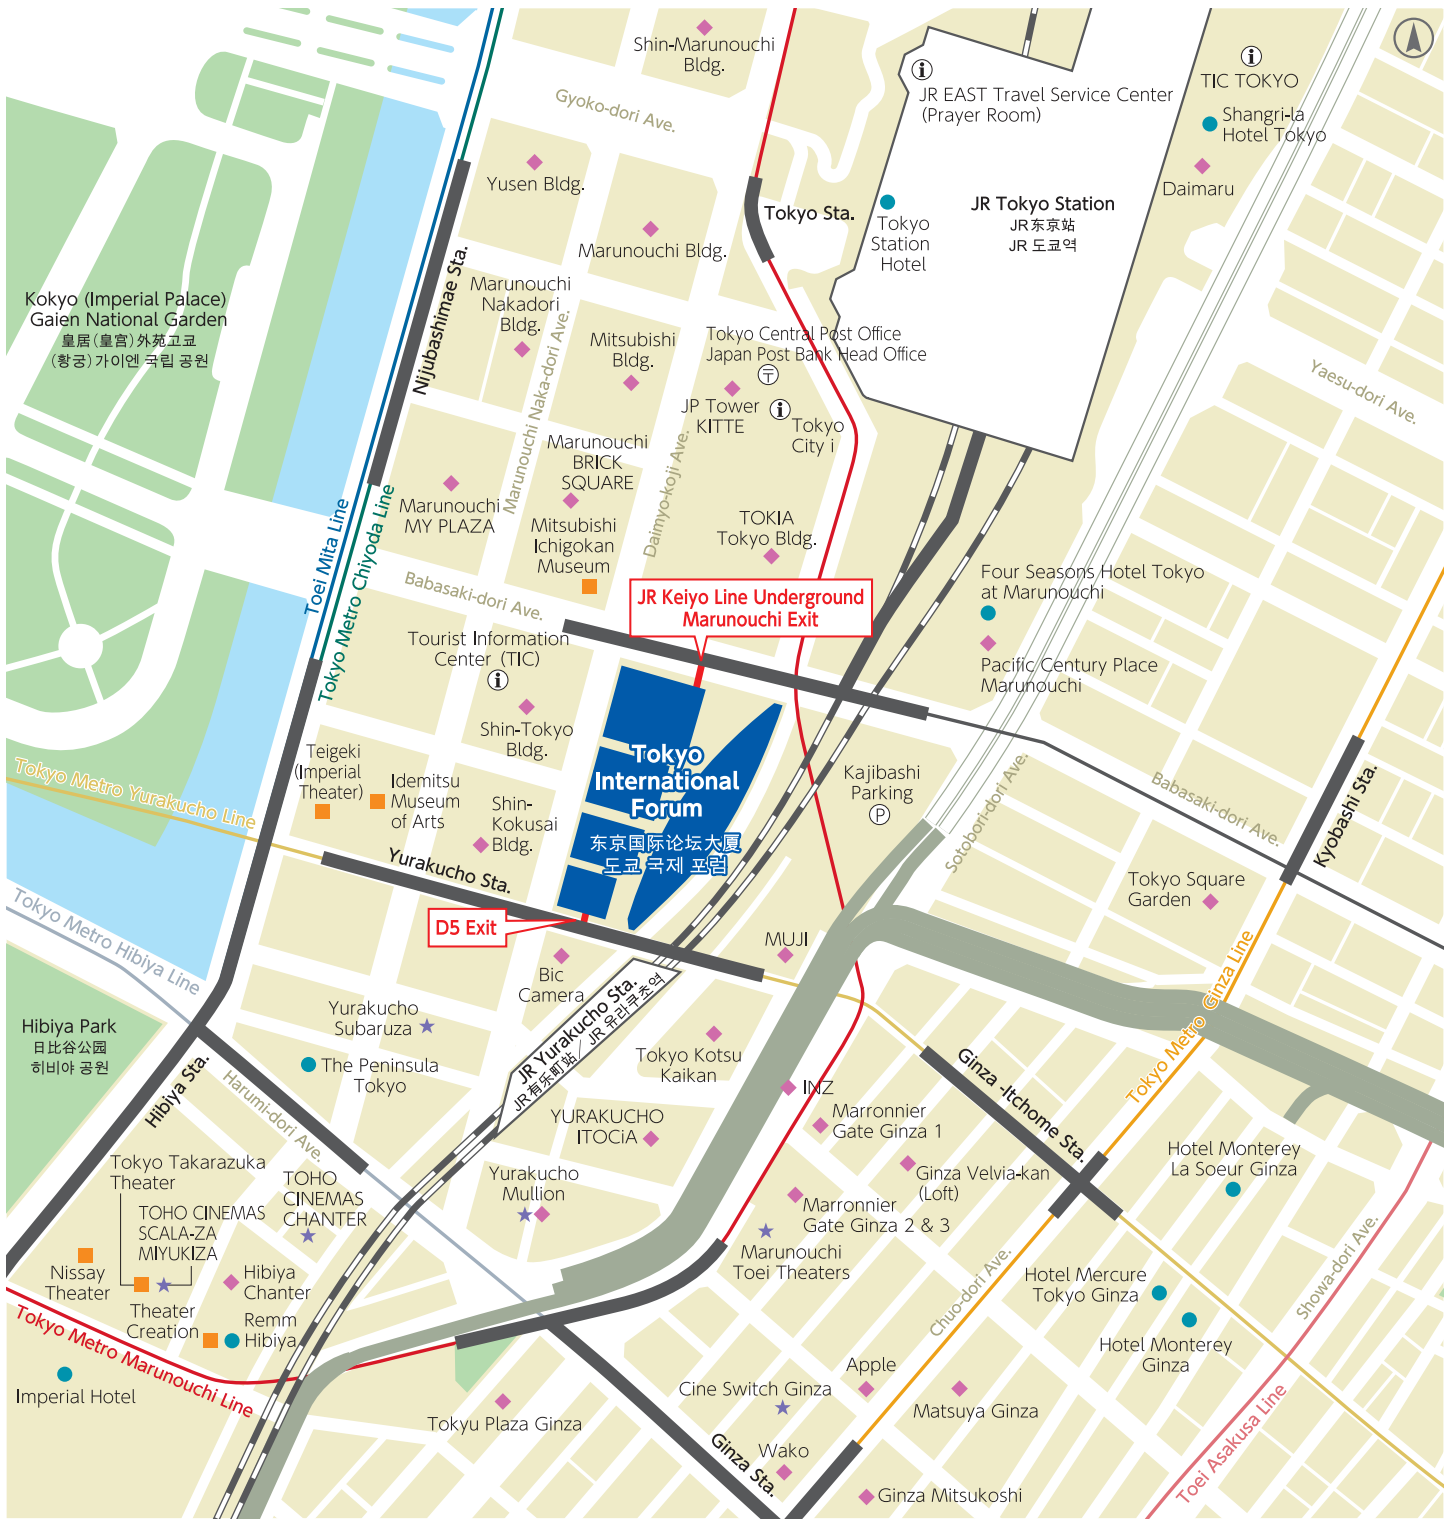 Shin-Marunouchi
Bldg.
Gyoko-dori Ave.
JR EAST Travel Service Center
(Prayer Room)
TIC TOKYO
Shangri-la
Hotel Tokyo
Daimaru
Yusen Bldg.
Marunouchi Bldg.
Tokyo Sta.
Tokyo
Station
Hotel
JR Tokyo Station
JR东京站
JR 도쿄역
Kokyo (Imperial Palace)
Gaien National Garden
皇居(皇宫)外苑고쿄
(황궁) 가이엔 국립 공원
Nijubashimae Sta.
Marunouchi
Nakadori
Bldg.
Marunouchi Naka-dori Ave.
Mitsubishi
Bldg.
Tokyo Central Post Office
Japan Post Bank Head Office
〒
JP Tower
KITTE
Tokyo
City i
Yaesu-dori Ave.
Marunouchi
BRICK
SQUARE
Daimyo-koji Ave.
Marunouchi
MY PLAZA
Mitsubishi
Ichigokan
Museum
TOKIA
Tokyo Bldg.
Toei Mita Line
Tokyo Metro Chiyoda Line
Babasaki-dori Ave.
JR Keiyo Line Underground
Marunouchi Exit
Four Seasons Hotel Tokyo
at Marunouchi
Pacific Century Place
Marunouchi
Tourist Information
Center (TIC)
Shin-Tokyo
Bldg.
Teigeki
(Imperial
Theater)
Idemitsu
Museum
of Arts
Shin-
Kokusai
Bldg.
Tokyo
International
Forum
东京国际论坛大厦
도쿄 국제 포럼
Kajibashi
Parking
P
Sotobori-dori Ave.
Babasaki-dori Ave.
Kyobashi Sta.
Tokyo Metro Yurakucho Line
Yurakucho Sta.
Tokyo Square
Garden
D5 Exit
Tokyo Metro Hibiya Line
MUJI
Bic
Camera
Tokyo Metro Ginza Line
Hibiya Park
日比谷公园
히비야 공원
Yurakucho
Subaruza
The Peninsula
Tokyo
JR Yurakucho Sta.
JR有乐町站／JR 유라쿠초역
Tokyo Kotsu
Kaikan
Hibiya Sta.
Harumi-dori Ave.
INZ
Ginza -Itchome Sta.
YURAKUCHO
ITOCiA
Marronnier
Gate Ginza 1
Hotel Monterey
La Soeur Ginza
Tokyo Takarazuka
Theater
TOHO
CINEMAS
CHANTER
Yurakucho
Mullion
Ginza Velvia-kan
(Loft)
Marronnier
Gate Ginza 2 & 3
TOHO CINEMAS
SCALA-ZA
MIYUKIZA
Marunouchi
Toei Theaters
Nissay
Theater
Hibiya
Chanter
Chuo-dori Ave.
Hotel Mercure
Tokyo Ginza
Showa-dori Ave.
Theater
Creation
Remm
Hibiya
Hotel Monterey
Ginza
Tokyo Metro Marunouchi Line
Imperial Hotel
Apple
Cine Switch Ginza
Matsuya Ginza
Tokyu Plaza Ginza
Toei Asakusa Line
Ginza Sta.
Wako
Ginza Mitsukoshi